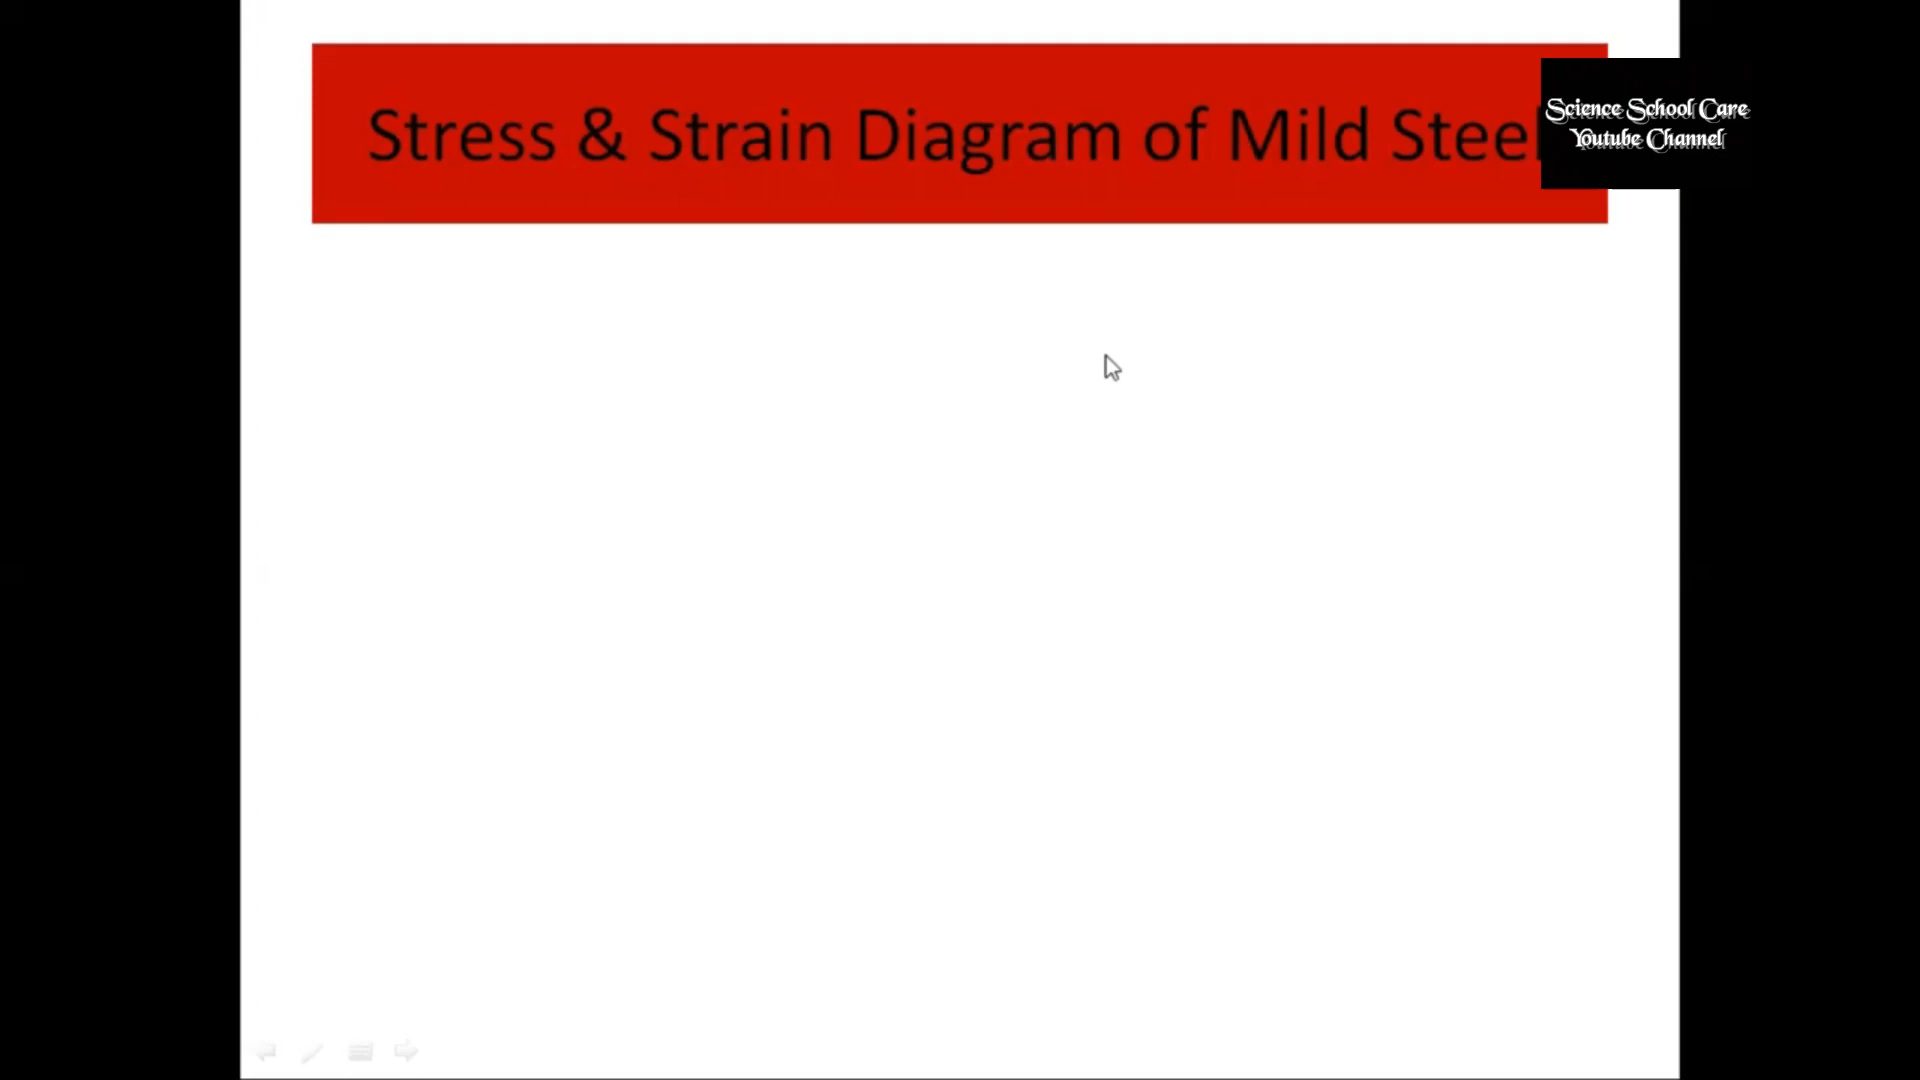 Stress & Strain Diagram of Mild Steel
Science School Care
Youtube Channel